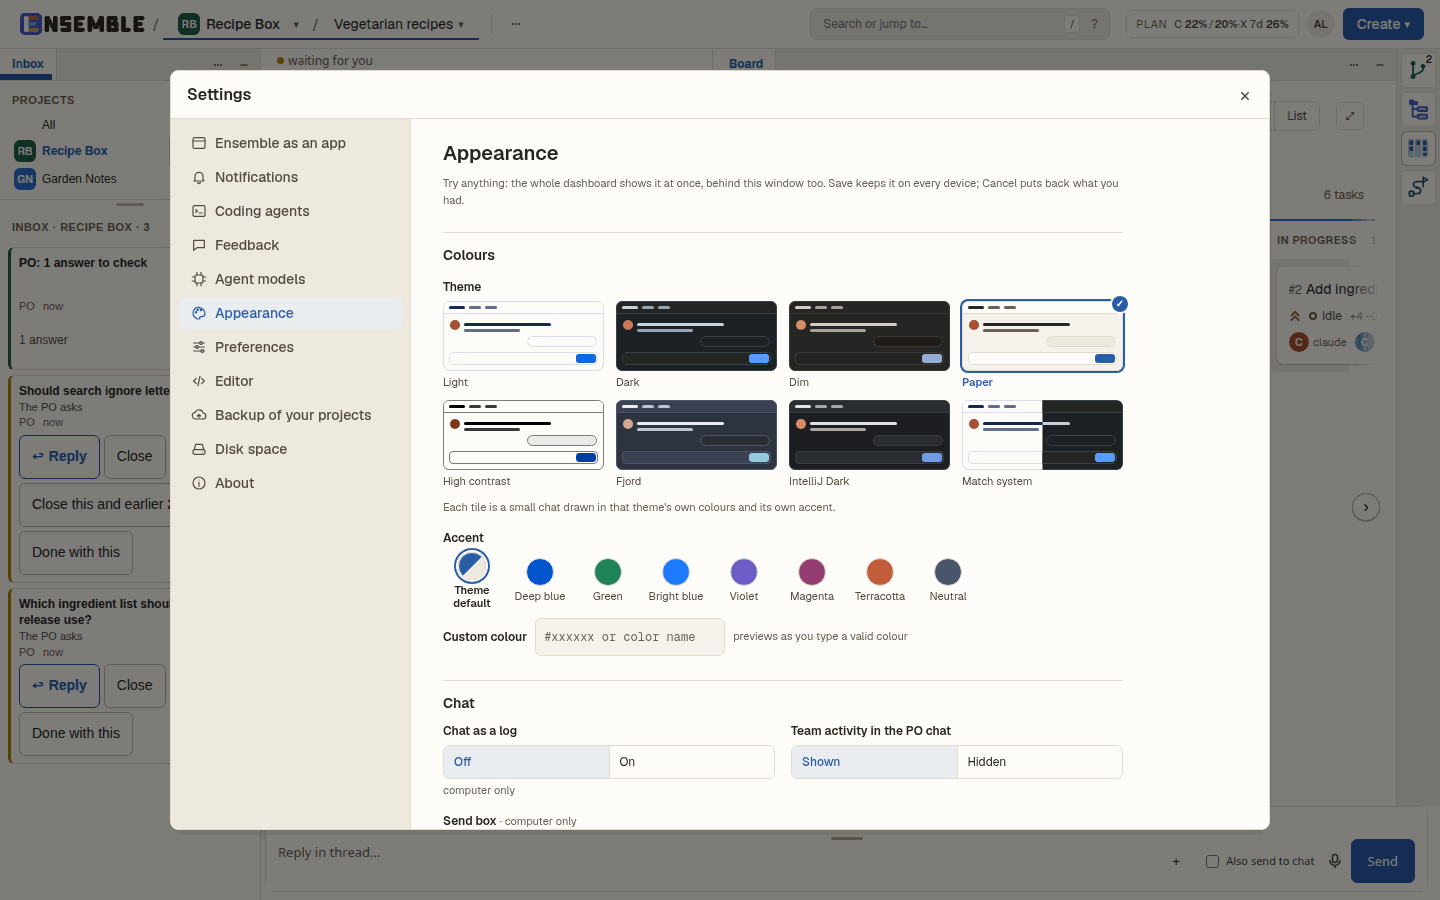 ENSEMBLE / RB Recipe Box ▾ / Vegetarian recipes ▾ ··· Search or jump to... / ? PLAN C 22% / 20% · X 7d 26% AL Create ▾
Inbox ··· –
waiting for you
Board ··· –
2
PROJECTS
All
RB Recipe Box
GN Garden Notes
INBOX · RECIPE BOX · 3
PO: 1 answer to check
PO now
1 answer
Should search ignore lette
The PO asks
PO now
↩ Reply
Close
Close this and earlier
Done with this
Which ingredient list shoul
release use?
The PO asks
PO now
↩ Reply
Close
Done with this
Settings ×
Ensemble as an app
Notifications
Coding agents
Feedback
Agent models
Appearance
Preferences
Editor
Backup of your projects
Disk space
About
Appearance
Try anything: the whole dashboard shows it at once, behind this window too. Save keeps it on every device; Cancel puts back what you
had.
Colours
Theme
Light
Dark
Dim
Paper
High contrast
Fjord
IntelliJ Dark
Match system
Each tile is a small chat drawn in that theme's own colours and its own accent.
Accent
Theme
default
Deep blue
Green
Bright blue
Violet
Magenta
Terracotta
Neutral
Custom colour #xxxxxx or color name previews as you type a valid colour
Chat
Chat as a log
Off
On
computer only
Team activity in the PO chat
Shown
Hidden
Send box · computer only
List
6 tasks
IN PROGRESS 1
#2 Add ingred
Idle +4
C claude C
Reply in thread...
+ Also send to chat Send